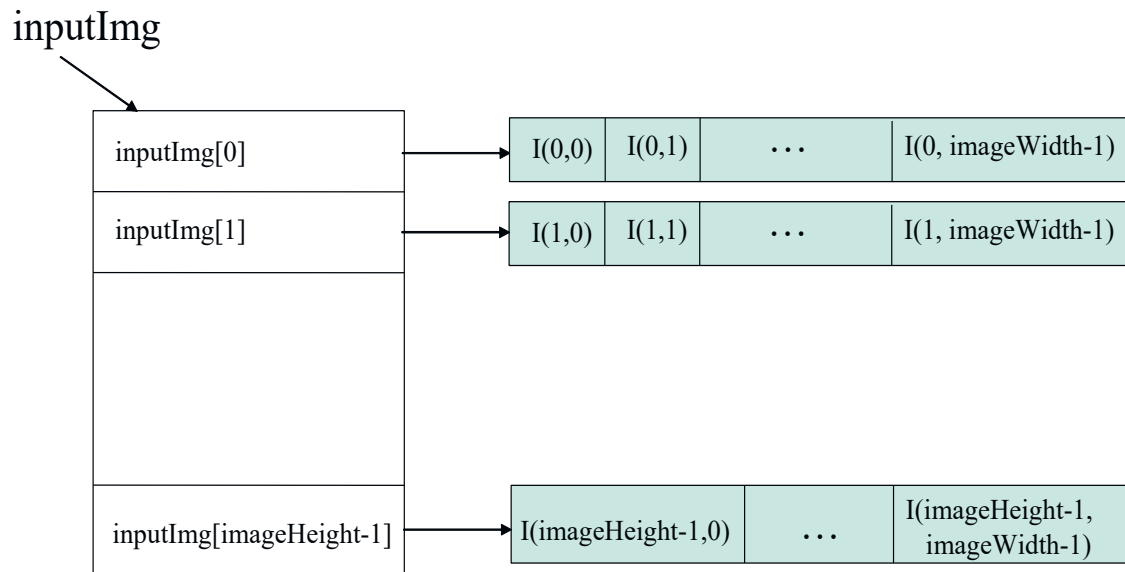 inputImg
inputImg[0]
I(0,0)
I(0,1)
...
I(0, imageWidth-1)
inputImg[1]
I(1,0)
I(1,1)
...
I(1, imageWidth-1)
inputImg[imageHeight-1]
I(imageHeight-1,0)
...
I(imageHeight-1,
imageWidth-1)